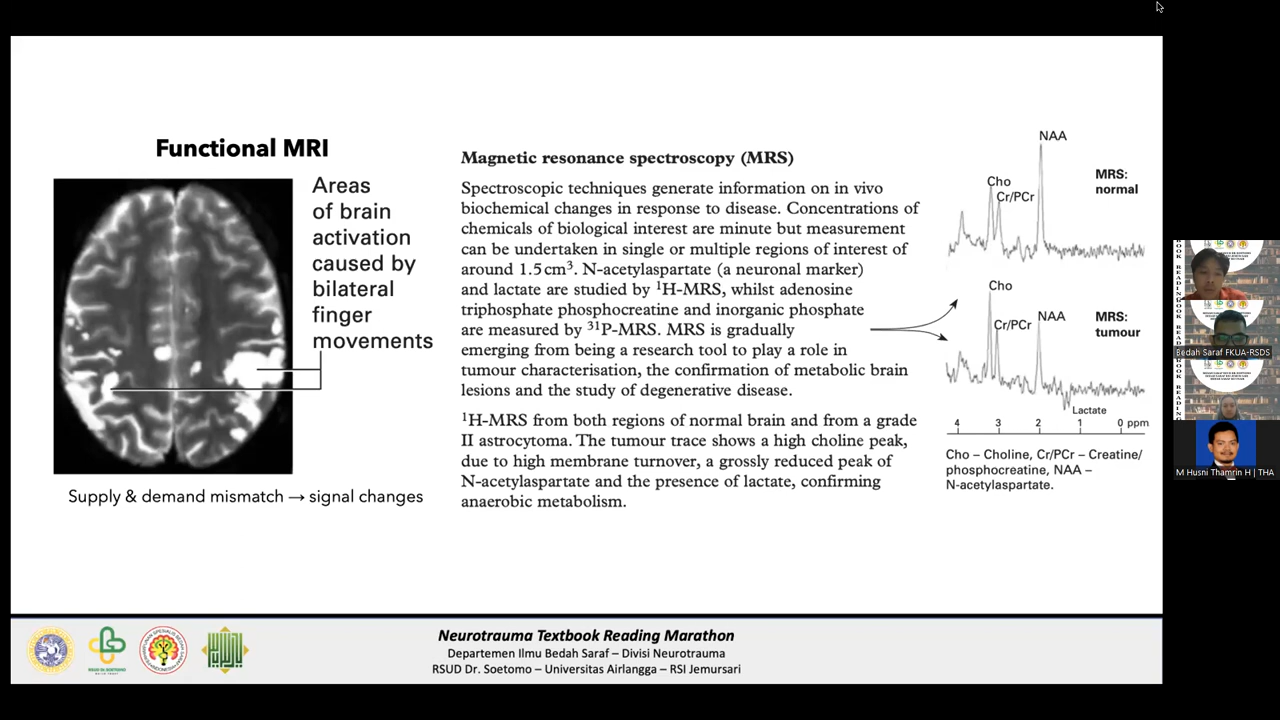 Functional MRI
Areas
of brain
activation
caused by
bilateral
finger
movements
Supply & demand mismatch → signal changes
Magnetic resonance spectroscopy (MRS)
Spectroscopic techniques generate information on in vivo
biochemical changes in response to disease. Concentrations of
chemicals of biological interest are minute but measurement
can be undertaken in single or multiple regions of interest of
around 1.5cm³. N-acetylaspartate (a neuronal marker)
and lactate are studied by ¹H-MRS, whilst adenosine
triphosphate phosphocreatine and inorganic phosphate
are measured by ³¹P-MRS. MRS is gradually
emerging from being a research tool to play a role in
tumour characterisation, the confirmation of metabolic brain
lesions and the study of degenerative disease.
¹H-MRS from both regions of normal brain and from a grade
II astrocytoma. The tumour trace shows a high choline peak,
due to high membrane turnover, a grossly reduced peak of
N-acetylaspartate and the presence of lactate, confirming
anaerobic metabolism.
NAA
Cho
Cr/PCr
MRS:
normal
Cho
Cr/PCr
NAA
MRS:
tumour
Lactate
4 3 2 1 0 ppm
Cho – Choline, Cr/PCr – Creatine/
phosphocreatine, NAA –
N-acetylaspartate.
Neurotrauma Textbook Reading Marathon
Departemen Ilmu Bedah Saraf – Divisi Neurotrauma
RSUD Dr. Soetomo – Universitas Airlangga – RSI Jemursari
Bedah Saraf FKUA-RSDS
M Husni Thamrin H | THA